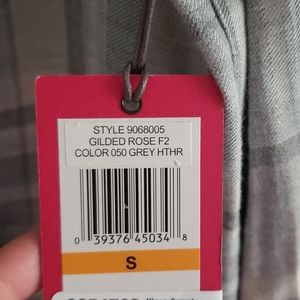 STYLE 9068005
GILDED ROSE F2
COLOR 050 GREY HTHR
0 39376 45034 8
S